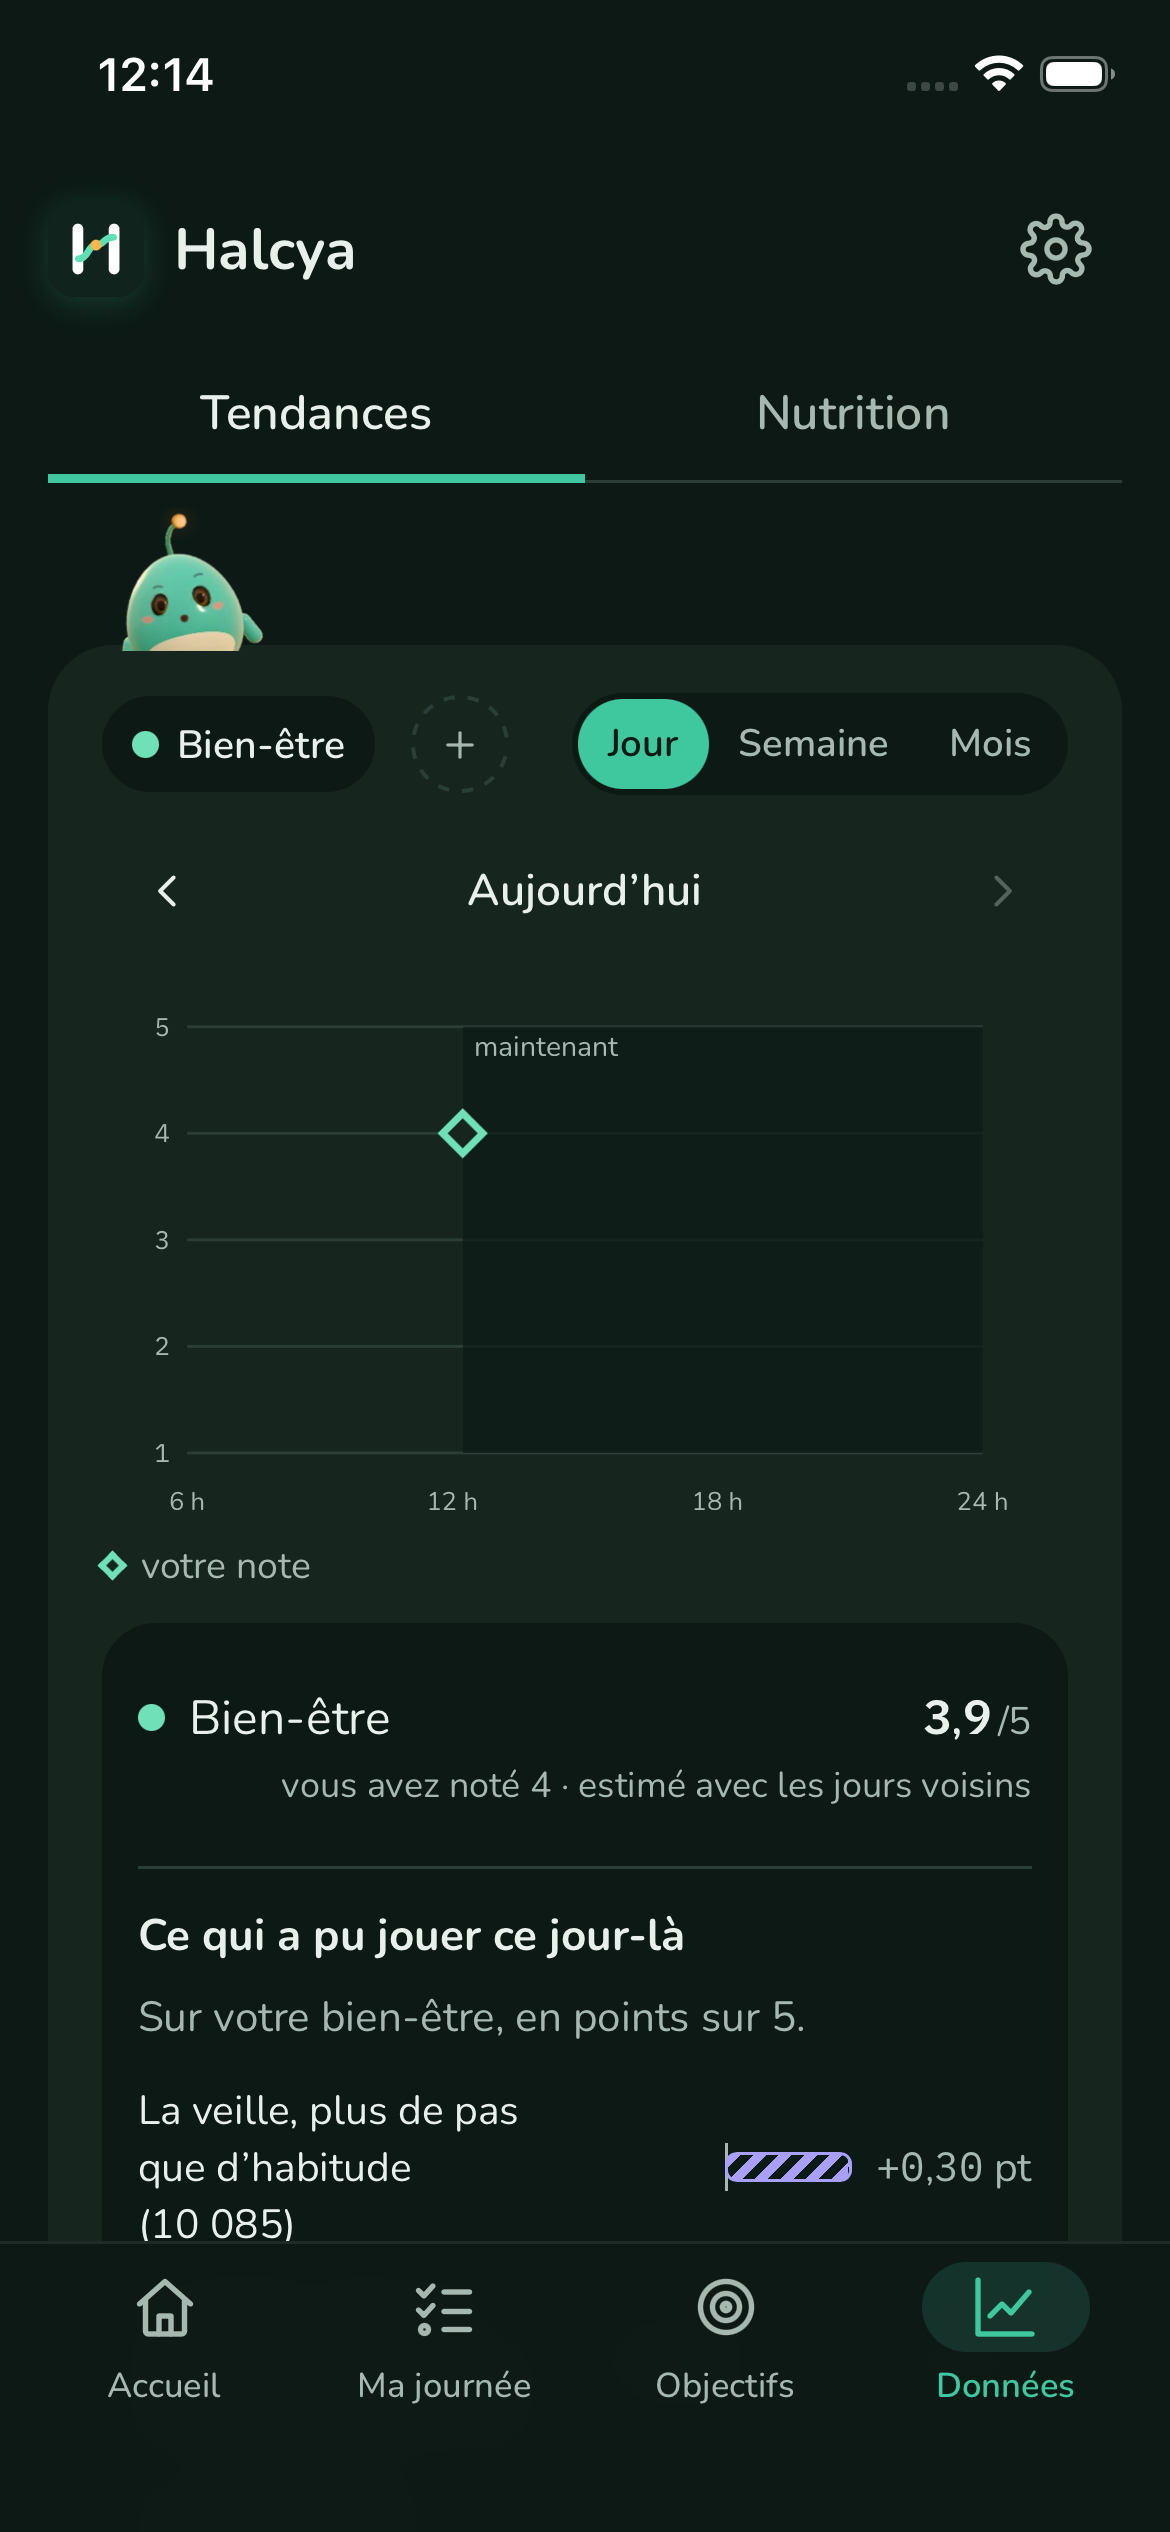 12:14
Halcya
Tendances
Nutrition
Bien-être
+
Jour
Semaine
Mois
Aujourd’hui
5
maintenant
4
3
2
1
6 h
12 h
18 h
24 h
votre note
Bien-être
3,9 /5
vous avez noté 4 · estimé avec les jours voisins
Ce qui a pu jouer ce jour-là
Sur votre bien-être, en points sur 5.
La veille, plus de pas
que d’habitude
(10 085)
+0,30 pt
Accueil
Ma journée
Objectifs
Données